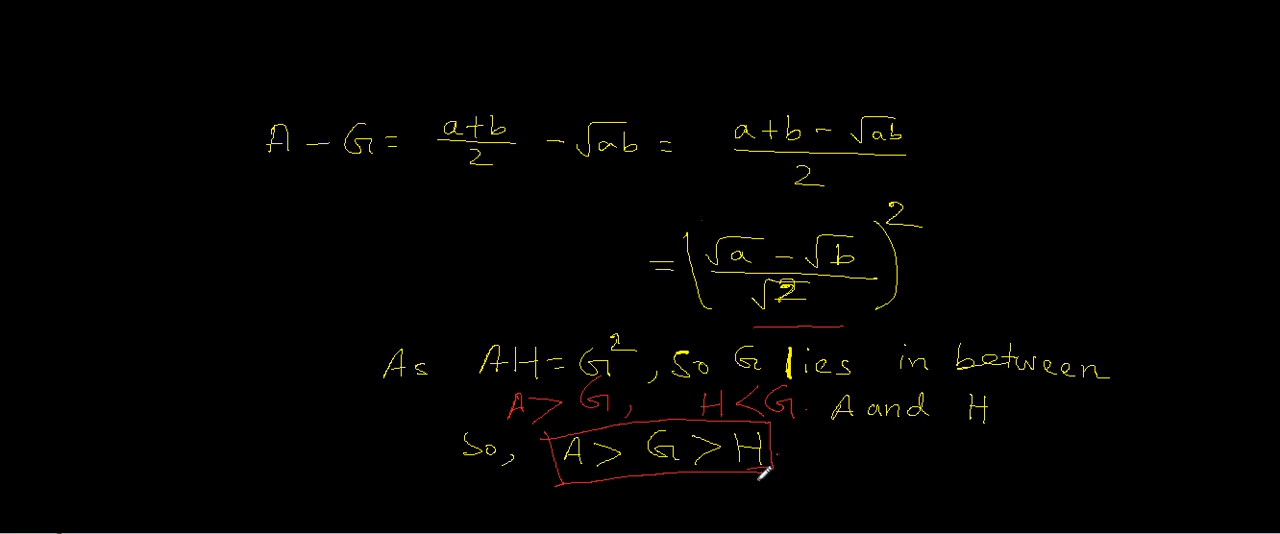 A - G = a+b/2 - √ab = a+b-√ab/2
= (√a - √b/√2)²
As AH = G², so G lies in between
A > G, H < G. A and H
So, A > G > H.